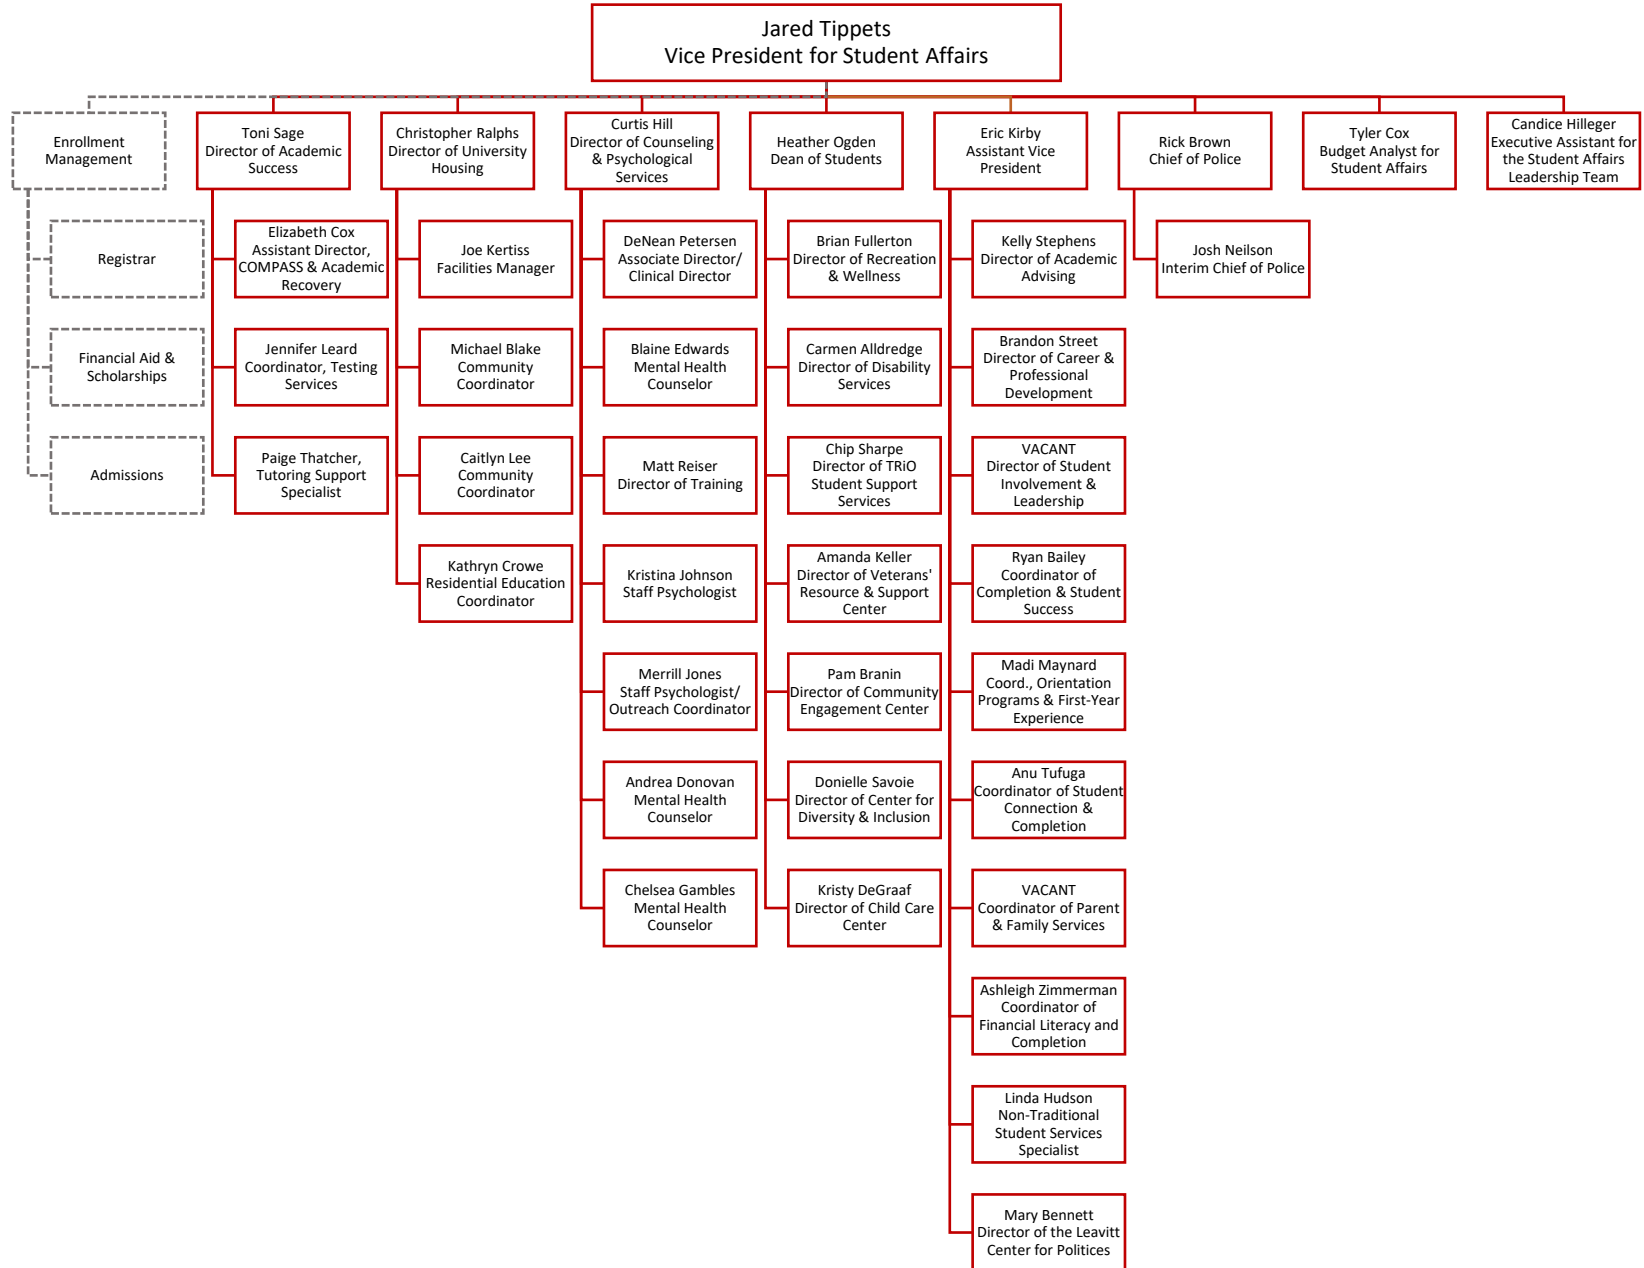 Jared Tippets
Vice President for Student Affairs
Enrollment
Management
Registrar
Financial Aid &
Scholarships
Admissions
Toni Sage
Director of Academic
Success
Elizabeth Cox
Assistant Director,
COMPASS & Academic
Recovery
Jennifer Leard
Coordinator, Testing
Services
Paige Thatcher,
Tutoring Support
Specialist
Christopher Ralphs
Director of University
Housing
Joe Kertiss
Facilities Manager
Michael Blake
Community
Coordinator
Caitlyn Lee
Community
Coordinator
Kathryn Crowe
Residential Education
Coordinator
Curtis Hill
Director of Counseling
& Psychological
Services
DeNean Petersen
Associate Director/
Clinical Director
Blaine Edwards
Mental Health
Counselor
Matt Reiser
Director of Training
Kristina Johnson
Staff Psychologist
Merrill Jones
Staff Psychologist/
Outreach Coordinator
Andrea Donovan
Mental Health
Counselor
Chelsea Gambles
Mental Health
Counselor
Heather Ogden
Dean of Students
Brian Fullerton
Director of Recreation
& Wellness
Carmen Alldredge
Director of Disability
Services
Chip Sharpe
Director of TRiO
Student Support
Services
Amanda Keller
Director of Veterans'
Resource & Support
Center
Pam Branin
Director of Community
Engagement Center
Donielle Savoie
Director of Center for
Diversity & Inclusion
Kristy DeGraaf
Director of Child Care
Center
Eric Kirby
Assistant Vice
President
Kelly Stephens
Director of Academic
Advising
Brandon Street
Director of Career &
Professional
Development
VACANT
Director of Student
Involvement &
Leadership
Ryan Bailey
Coordinator of
Completion & Student
Success
Madi Maynard
Coord., Orientation
Programs & First-Year
Experience
Anu Tufuga
Coordinator of Student
Connection &
Completion
VACANT
Coordinator of Parent
& Family Services
Ashleigh Zimmerman
Coordinator of
Financial Literacy and
Completion
Linda Hudson
Non-Traditional
Student Services
Specialist
Mary Bennett
Director of the Leavitt
Center for Politices
Rick Brown
Chief of Police
Josh Neilson
Interim Chief of Police
Tyler Cox
Budget Analyst for
Student Affairs
Candice Hilleger
Executive Assistant for
the Student Affairs
Leadership Team